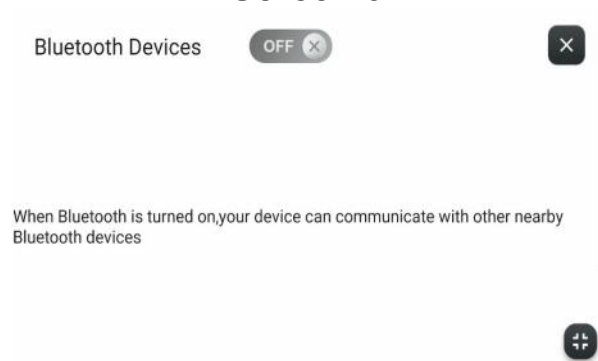 Bluetooth Devices
OFF
When Bluetooth is turned on,your device can communicate with other nearby
Bluetooth devices